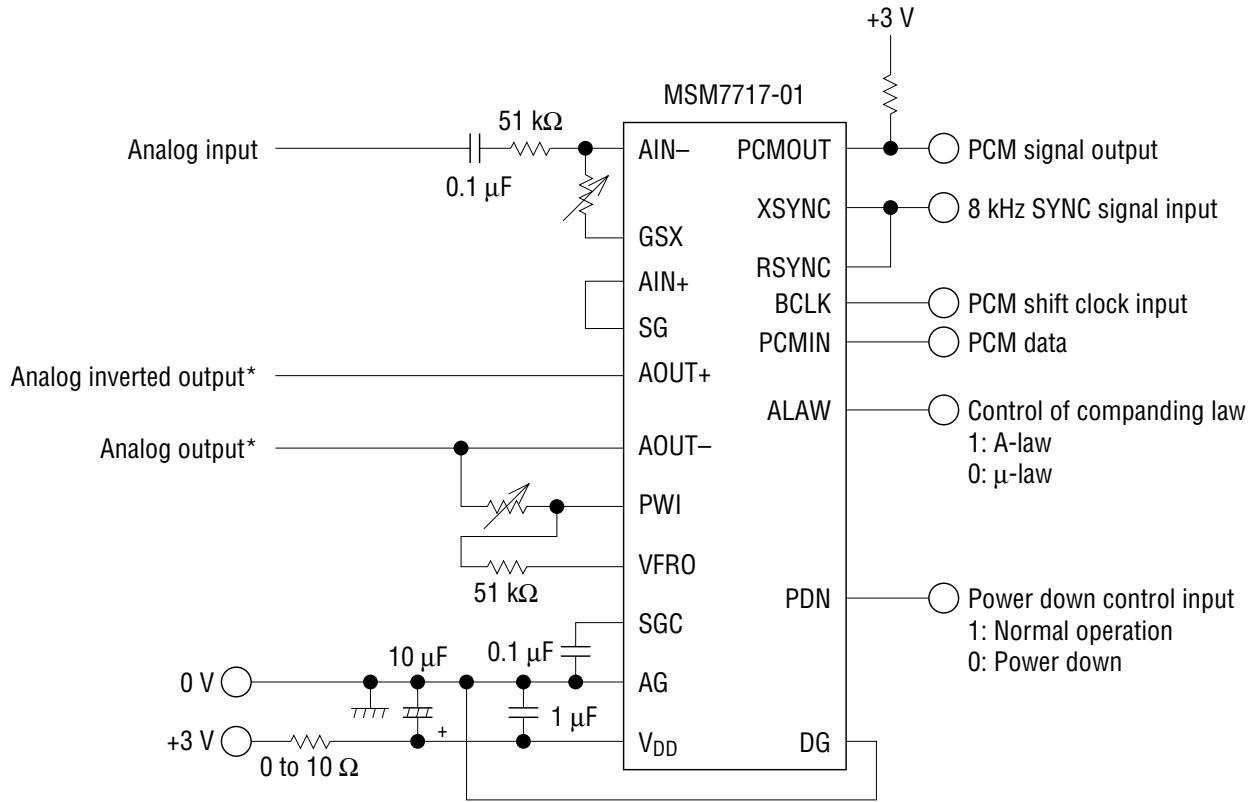 +3 V
MSM7717-01
51 kΩ
Analog input
0.1 μF
AIN–
PCMOUT
PCM signal output
XSYNC
8 kHz SYNC signal input
GSX
RSYNC
AIN+
BCLK
PCM shift clock input
SG
PCMIN
PCM data
Analog inverted output*
AOUT+
ALAW
Control of companding law
1: A-law
0: μ-law
Analog output*
AOUT–
PWI
VFRO
51 kΩ
PDN
Power down control input
1: Normal operation
0: Power down
SGC
10 μF
0.1 μF
0 V
AG
1 μF
+
+3 V
VDD
DG
0 to 10 Ω